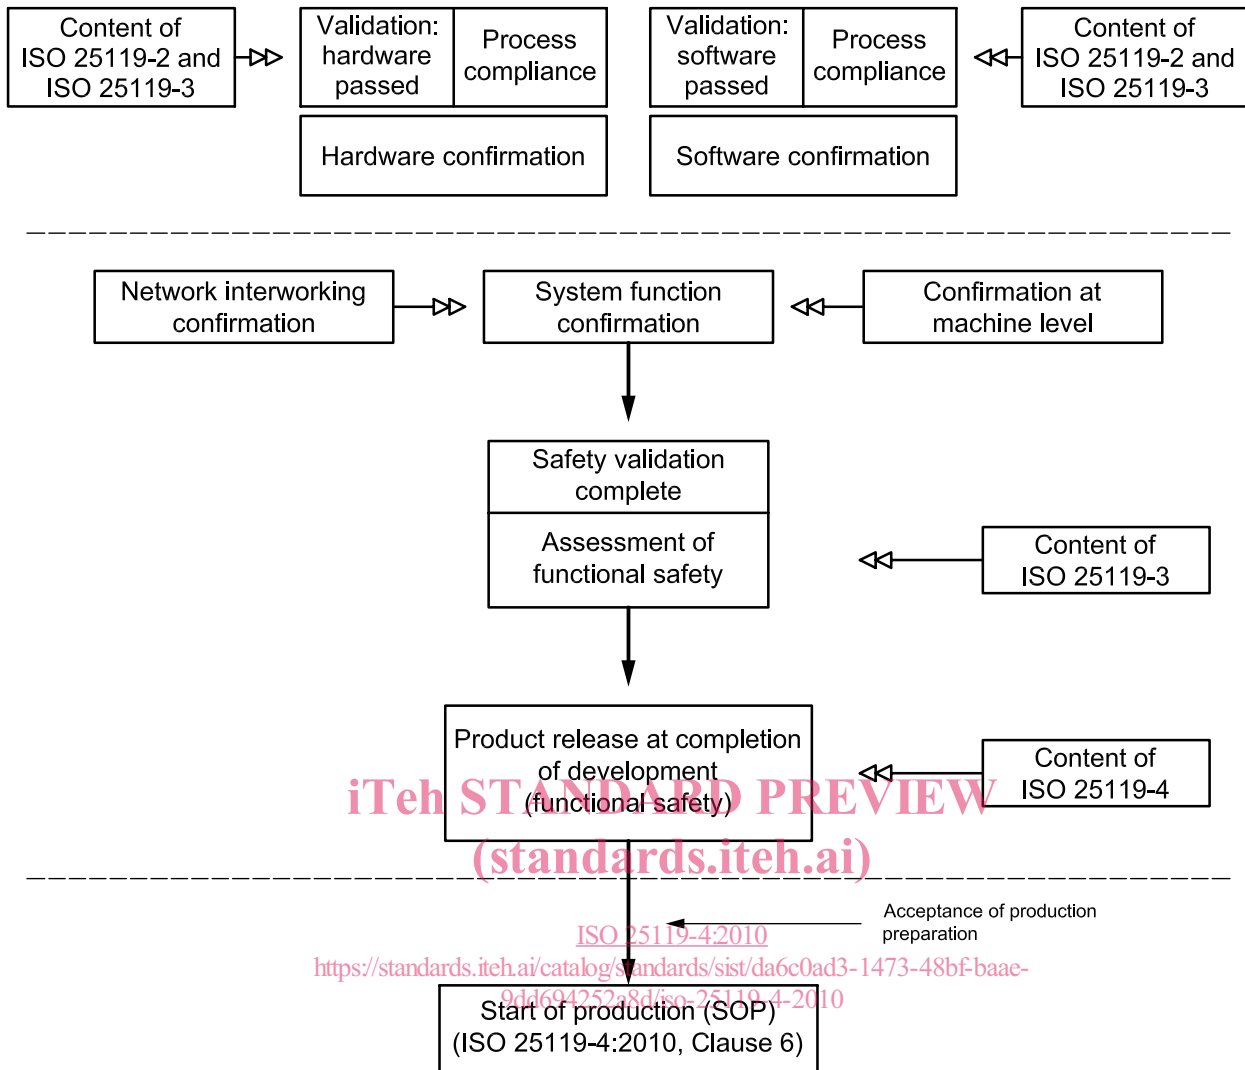 Content of
ISO 25119-2 and
ISO 25119-3
Validation:
hardware
passed
Process
compliance
Validation:
software
passed
Process
compliance
Content of
ISO 25119-2 and
ISO 25119-3
Hardware confirmation
Software confirmation
Network interworking
confirmation
System function
confirmation
Confirmation at
machine level
Safety validation
complete
Assessment of
functional safety
Content of
ISO 25119-3
Product release at completion
of development
(functional safety)
Content of
ISO 25119-4
iTeh STANDARD PREVIEW
(standards.iteh.ai)
Acceptance of production
preparation
ISO 25119-4:2010
https://standards.iteh.ai/catalog/standards/sist/da6c0ad3-1473-48bf-baae-
9dd694252a8d/iso-25119-4-2010
Start of production (SOP)
(ISO 25119-4:2010, Clause 6)